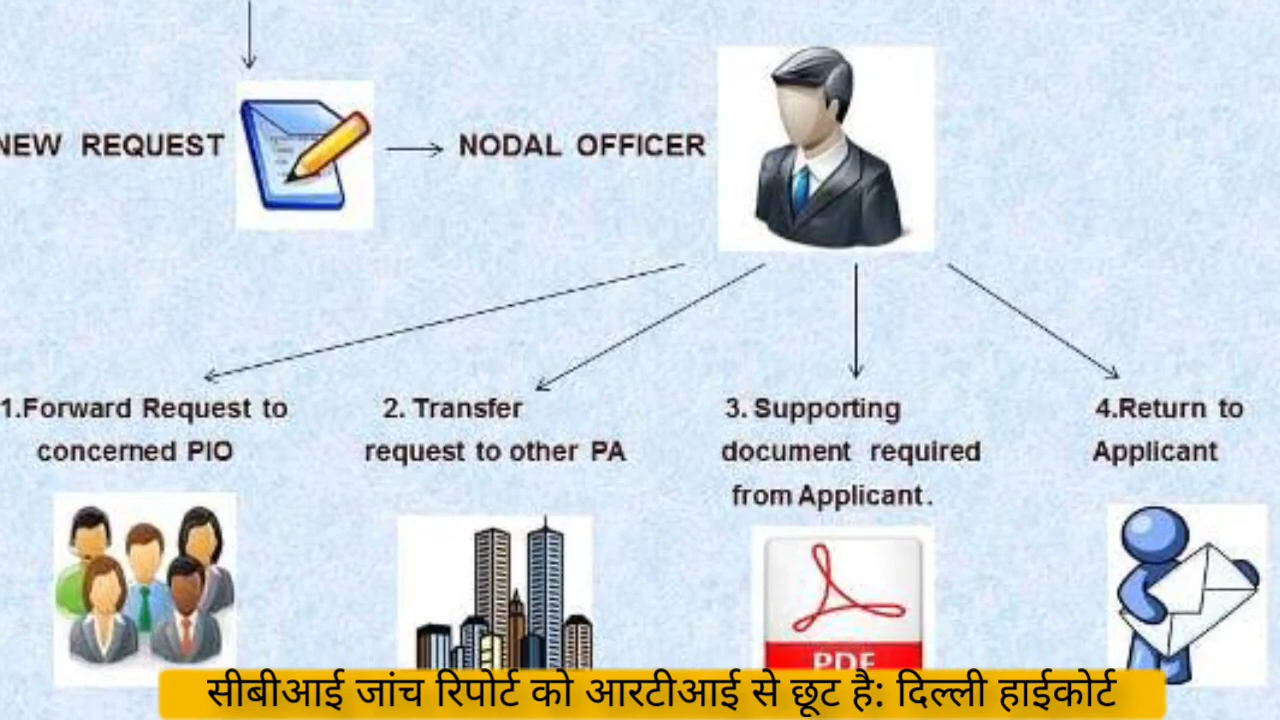 NEW REQUEST
NODAL OFFICER
1.Forward Request to
concerned PIO
2. Transfer
request to other PA
3. Supporting
document required
from Applicant.
4.Return to
Applicant
PDF
सीबीआई जांच रिपोर्ट को आरटीआई से छूट है: दिल्ली हाईकोर्ट